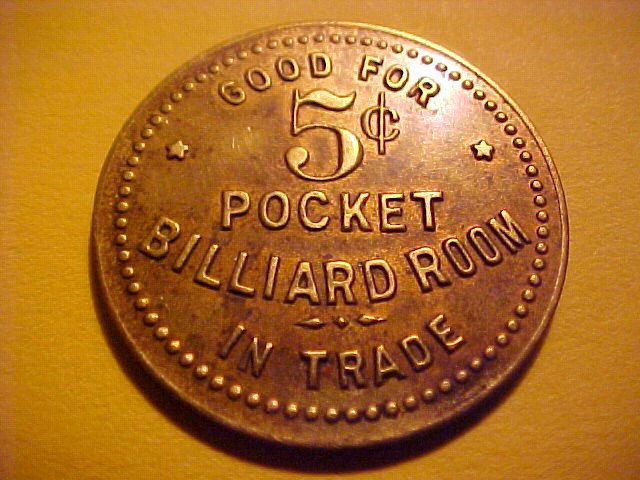 GOOD FOR
5¢
POCKET
BILLIARD ROOM
IN TRADE